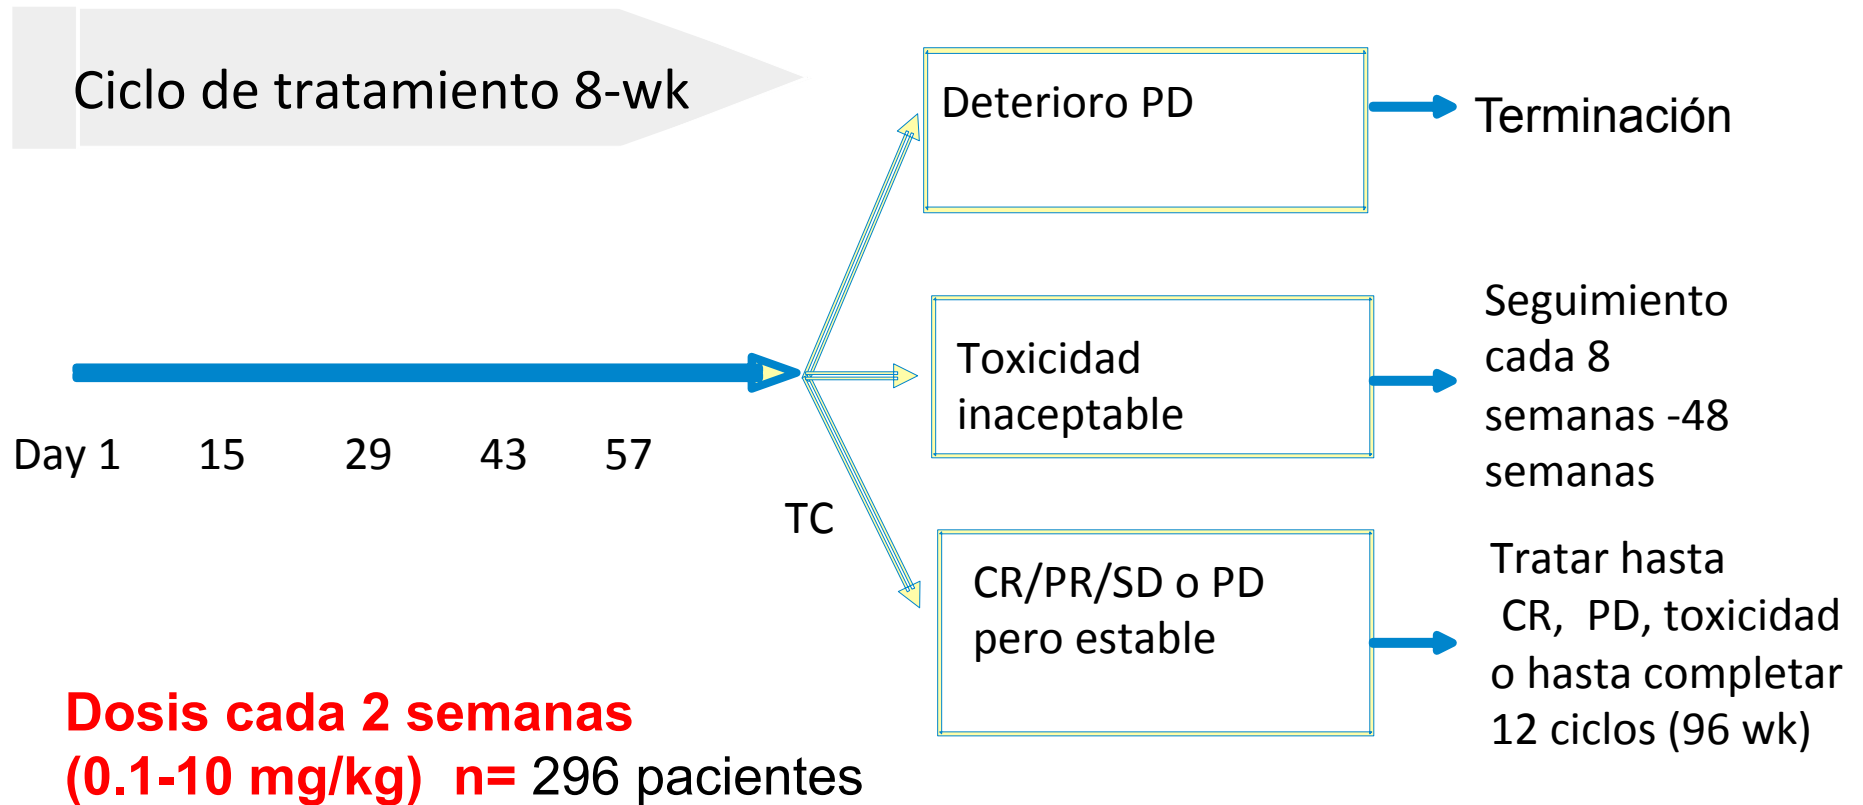 Ciclo de tratamiento 8-wk
Day 1 15 29 43 57
TC
Deterioro PD
Terminación
Toxicidad
inaceptable
Seguimiento
cada 8
semanas -48
semanas
CR/PR/SD o PD
pero estable
Tratar hasta
CR, PD, toxicidad
o hasta completar
12 ciclos (96 wk)
Dosis cada 2 semanas
(0.1-10 mg/kg) n= 296 pacientes